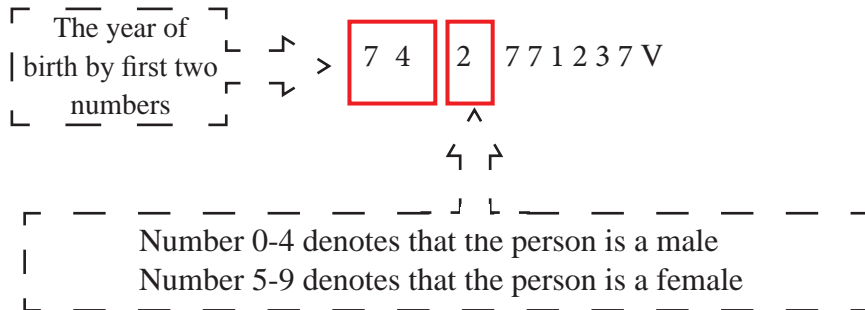 The year of
birth by first two
numbers
7 4 2 7 7 1 2 3 7 V
Number 0-4 denotes that the person is a male
Number 5-9 denotes that the person is a female